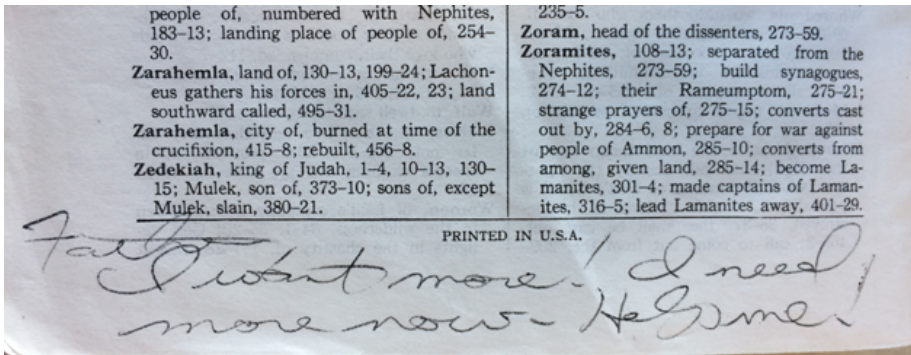 people of, numbered with Nephites,
183–13; landing place of people of, 254–
30.
Zarahemla, land of, 130–13, 199–24; Lachon-
eus gathers his forces in, 405–22, 23; land
southward called, 495–31.
Zarahemla, city of, burned at time of the
crucifixion, 415–8; rebuilt, 456–8.
Zedekiah, king of Judah, 1–4, 10–13, 130–
15; Mulek, son of, 373–10; sons of, except
Mulek, slain, 380–21.
235–5.
Zoram, head of the dissenters, 273–59.
Zoramites, 108–13; separated from the
Nephites, 273–59; build synagogues,
274–12; their Rameumptom, 275–21;
strange prayers of, 275–15; converts cast
out by, 284–6, 8; prepare for war against
people of Ammon, 285–10; converts from
among, given land, 285–14; become La-
manites, 301–4; made captains of Laman-
ites, 316–5; lead Lamanites away, 401–29.
PRINTED IN U.S.A.
Father
I want more! I need
more now– Help me!